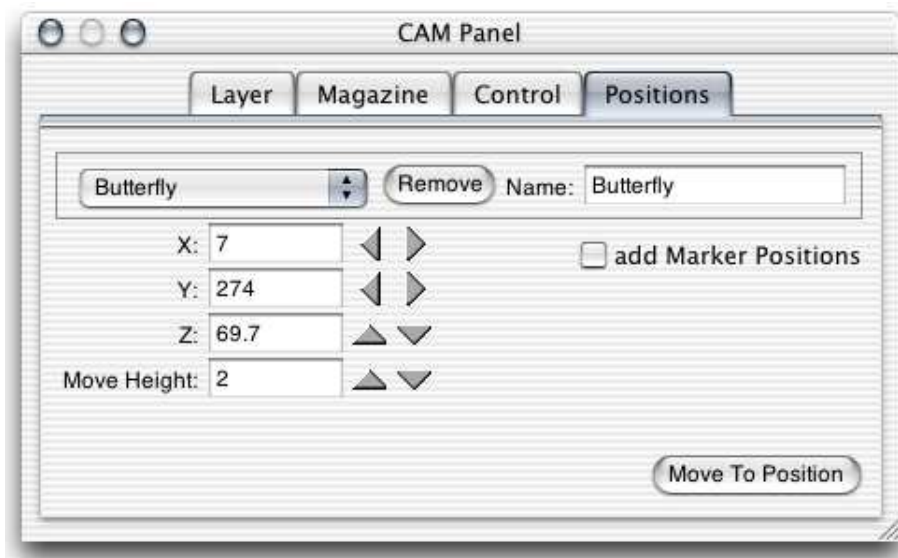 CAM Panel
Layer Magazine Control Positions
Butterfly Remove Name: Butterfly
X: 7 add Marker Positions
Y: 274
Z: 69.7
Move Height: 2
Move To Position